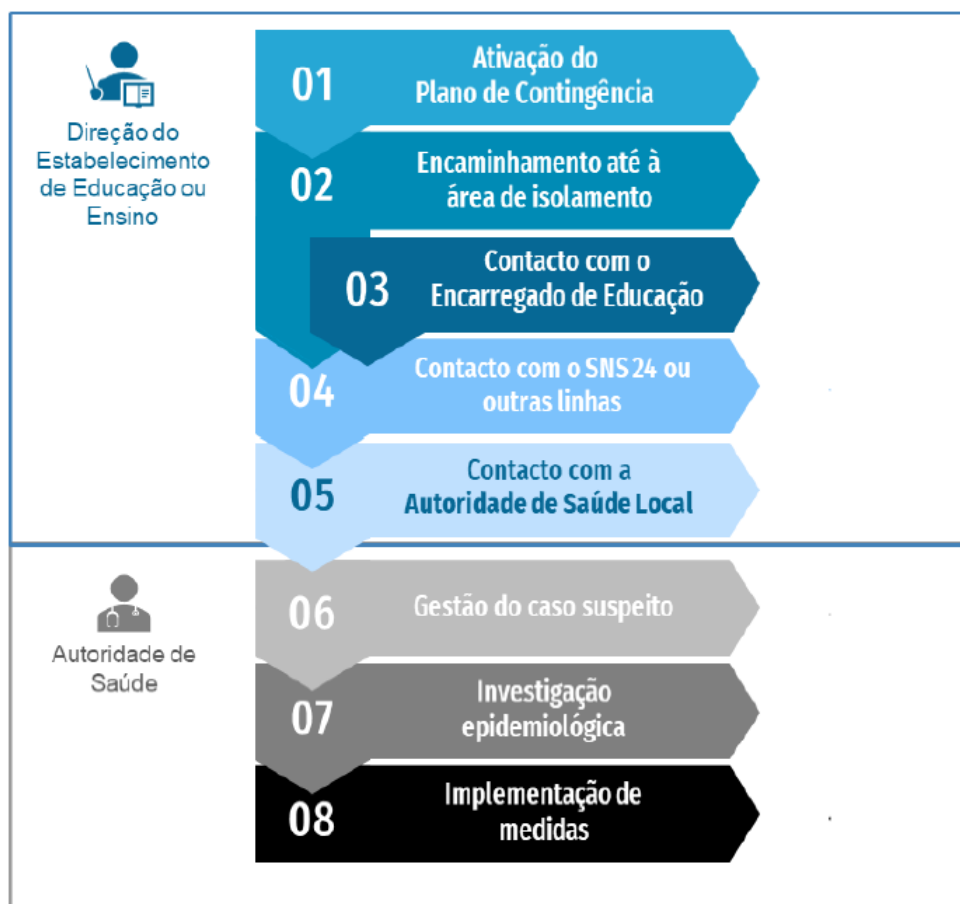 Direção do
Estabelecimento
de Educação ou
Ensino
01
Ativação do
Plano de Contingência
02
Encaminhamento até à
área de isolamento
03
Contacto com o
Encarregado de Educação
04
Contacto com o SNS 24 ou
outras linhas
05
Contacto com a
Autoridade de Saúde Local
Autoridade de
Saúde
06
Gestão do caso suspeito
07
Investigação
epidemiológica
08
Implementação de
medidas